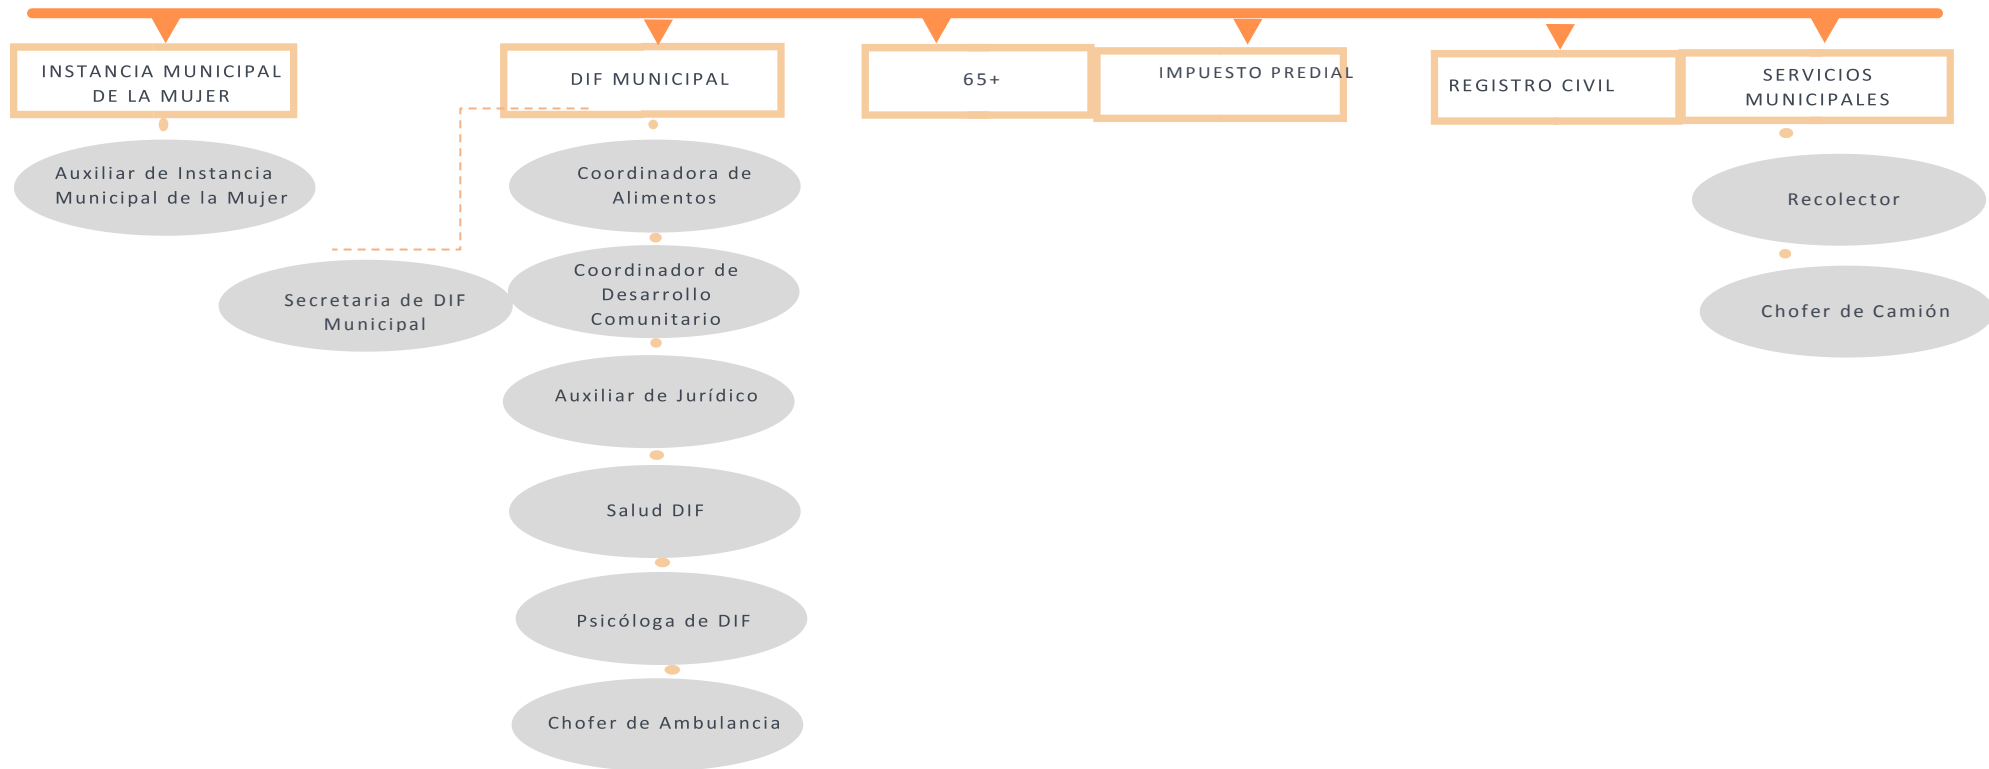 INSTANCIA MUNICIPAL
DE LA MUJER
DIF MUNICIPAL
65+
IMPUESTO PREDIAL
REGISTRO CIVIL
SERVICIOS
MUNICIPALES
Auxiliar de Instancia
Municipal de la Mujer
Secretaria de DIF
Municipal
Coordinadora de
Alimentos
Coordinador de
Desarrollo
Comunitario
Auxiliar de Jurídico
Salud DIF
Psicóloga de DIF
Chofer de Ambulancia
Recolector
Chofer de Camión